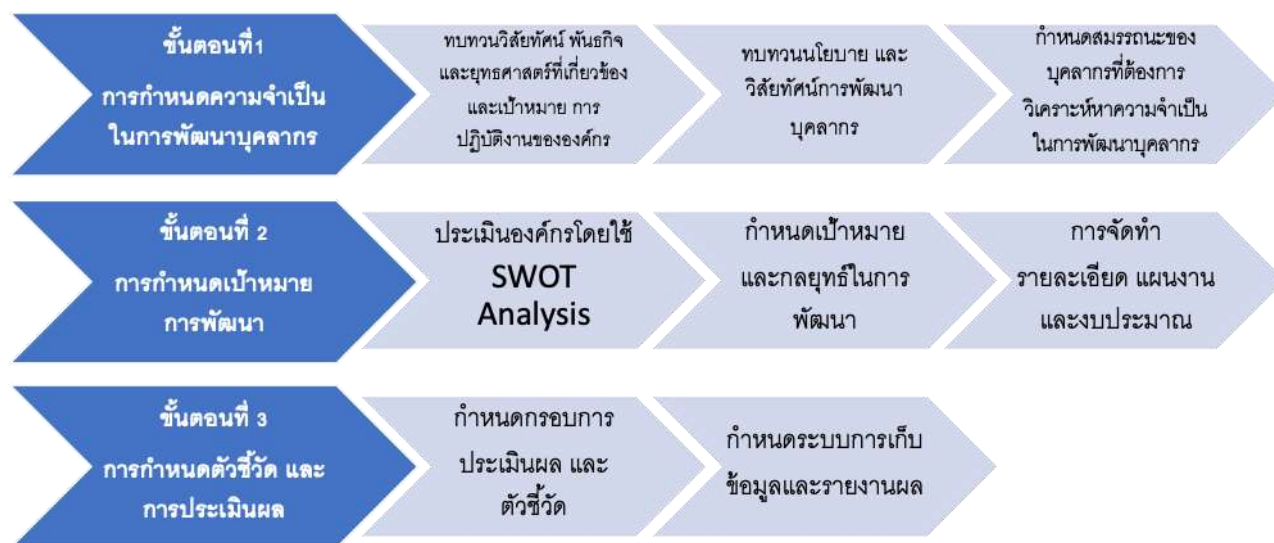 ขั้นตอนที่1
การกำหนดความจำเป็น
ในการพัฒนาบุคลากร
ทบทวนวิสัยทัศน์ พันธกิจ
และยุทธศาสตร์ที่เกี่ยวข้อง
และเป้าหมาย การ
ปฏิบัติงานขององค์กร
ทบทวนนโยบาย และ
วิสัยทัศน์การพัฒนา
บุคลากร
กำหนดสมรรถนะของ
บุคลากรที่ต้องการ
วิเคราะห์หาความจำเป็น
ในการพัฒนาบุคลากร
ขั้นตอนที่ 2
การกำหนดเป้าหมาย
การพัฒนา
ประเมินองค์กรโดยใช้
SWOT
Analysis
กำหนดเป้าหมาย
และกลยุทธ์ในการ
พัฒนา
การจัดทำ
รายละเอียด แผนงาน
และงบประมาณ
ขั้นตอนที่ 3
การกำหนดตัวชี้วัด และ
การประเมินผล
กำหนดกรอบการ
ประเมินผล และ
ตัวชี้วัด
กำหนดระบบการเก็บ
ข้อมูลและรายงานผล